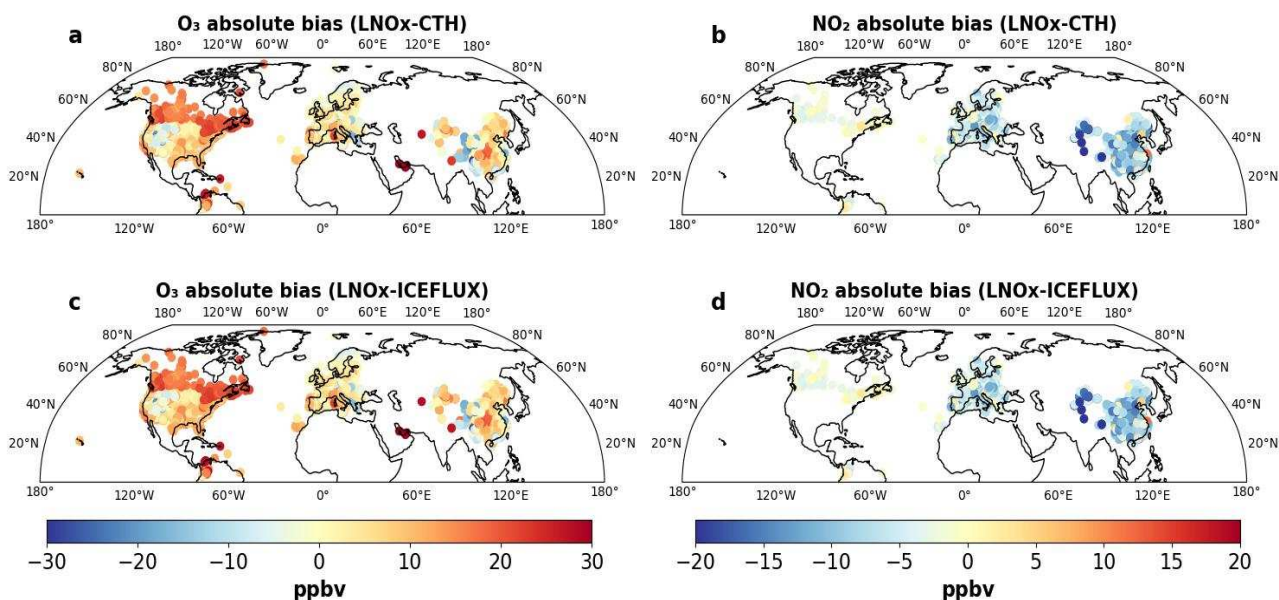 a
O₃ absolute bias (LNOx-CTH)
180° 120°W 60°W 0° 60°E 120°E 180°
80°N 80°N
60°N 60°N
40°N 40°N
20°N 20°N
180° 120°W 60°W 0° 60°E 120°E 180°
b
NO₂ absolute bias (LNOx-CTH)
180° 120°W 60°W 0° 60°E 120°E 180°
80°N 80°N
60°N 60°N
40°N 40°N
20°N 20°N
180° 120°W 60°W 0° 60°E 120°E 180°
c
O₃ absolute bias (LNOx-ICEFLUX)
180° 120°W 60°W 0° 60°E 120°E 180°
80°N 80°N
60°N 60°N
40°N 40°N
20°N 20°N
180° 120°W 60°W 0° 60°E 120°E 180°
−30 −20 −10 0 10 20 30
ppbv
d
NO₂ absolute bias (LNOx-ICEFLUX)
180° 120°W 60°W 0° 60°E 120°E 180°
80°N 80°N
60°N 60°N
40°N 40°N
20°N 20°N
180° 120°W 60°W 0° 60°E 120°E 180°
−20 −15 −10 −5 0 5 10 15 20
ppbv